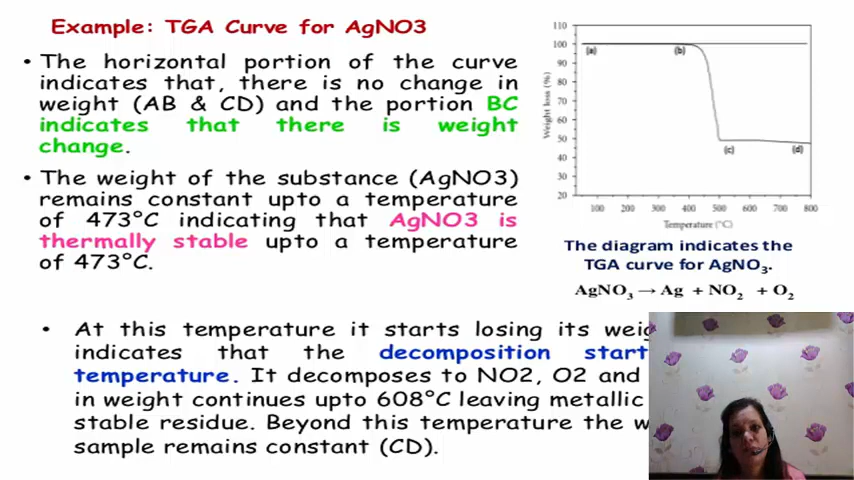 Example: TGA Curve for AgNO3
• The horizontal portion of the curve
indicates that, there is no change in
weight (AB & CD) and the portion BC
indicates that there is weight
change.
• The weight of the substance (AgNO3)
remains constant upto a temperature
of 473°C indicating that AgNO3 is
thermally stable upto a temperature
of 473°C.
• At this temperature it starts losing its
indicates that the decomposition
temperature. It decomposes to NO2, O2 and
in weight continues upto 608°C leaving metallic
stable residue. Beyond this temperature the
sample remains constant (CD).
110
100
90
80
70
60
50
40
30
20
Weight loss (%)
(a)
(b)
(c)
(d)
100 200 300 400 500 600 700 800
Temperature (°C)
The diagram indicates the
TGA curve for AgNO₃.
AgNO₃ → Ag + NO₂ + O₂